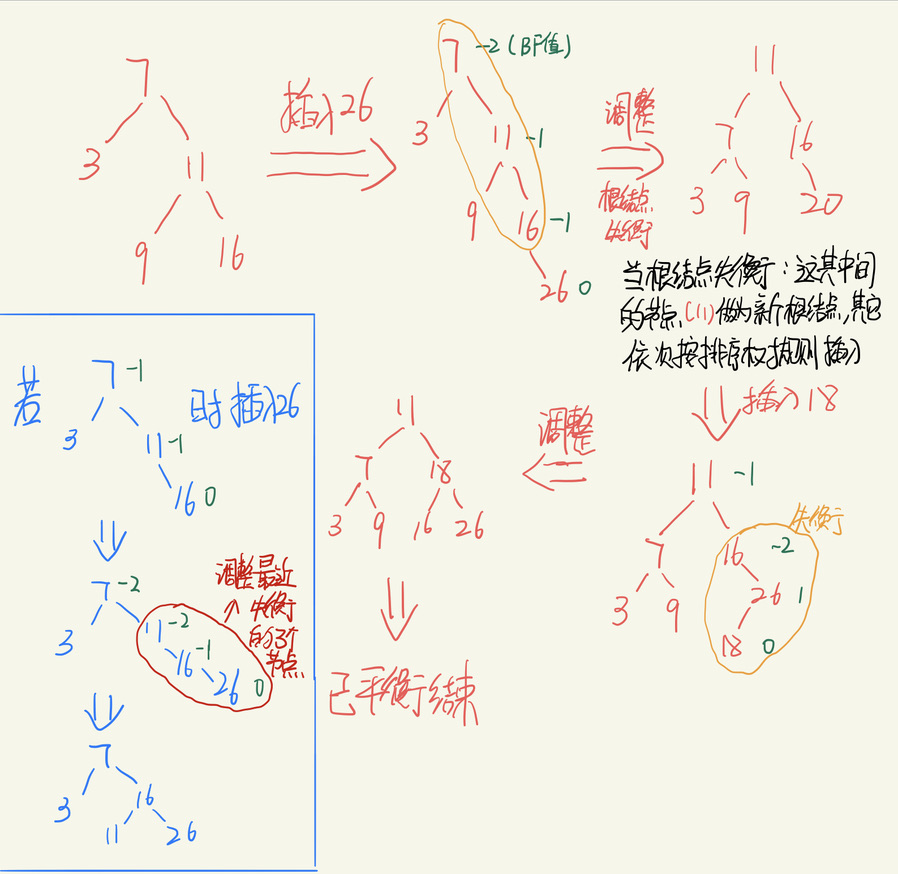 7
3 11
9 16
插入26
7 -2(BF值)
3 11 -1
9 16 -1
26 0
调整
根结点
失衡
11
7 16
3 9 20
当根结点失衡：这其中间
的节点(11)做为新根结点,其它
依次按排序规则插入
插入18
11 -1
7 16 -2
3 9 26 1
18 0
失衡
调整
11
7 18
3 9 16 26
已平衡结束
若
7 -1
3 11 -1
16 0
时插入26
7 -2
3 11 -2
16 -1
26 0
调整最近
失衡
的3个
节点
7
3 16
11 26